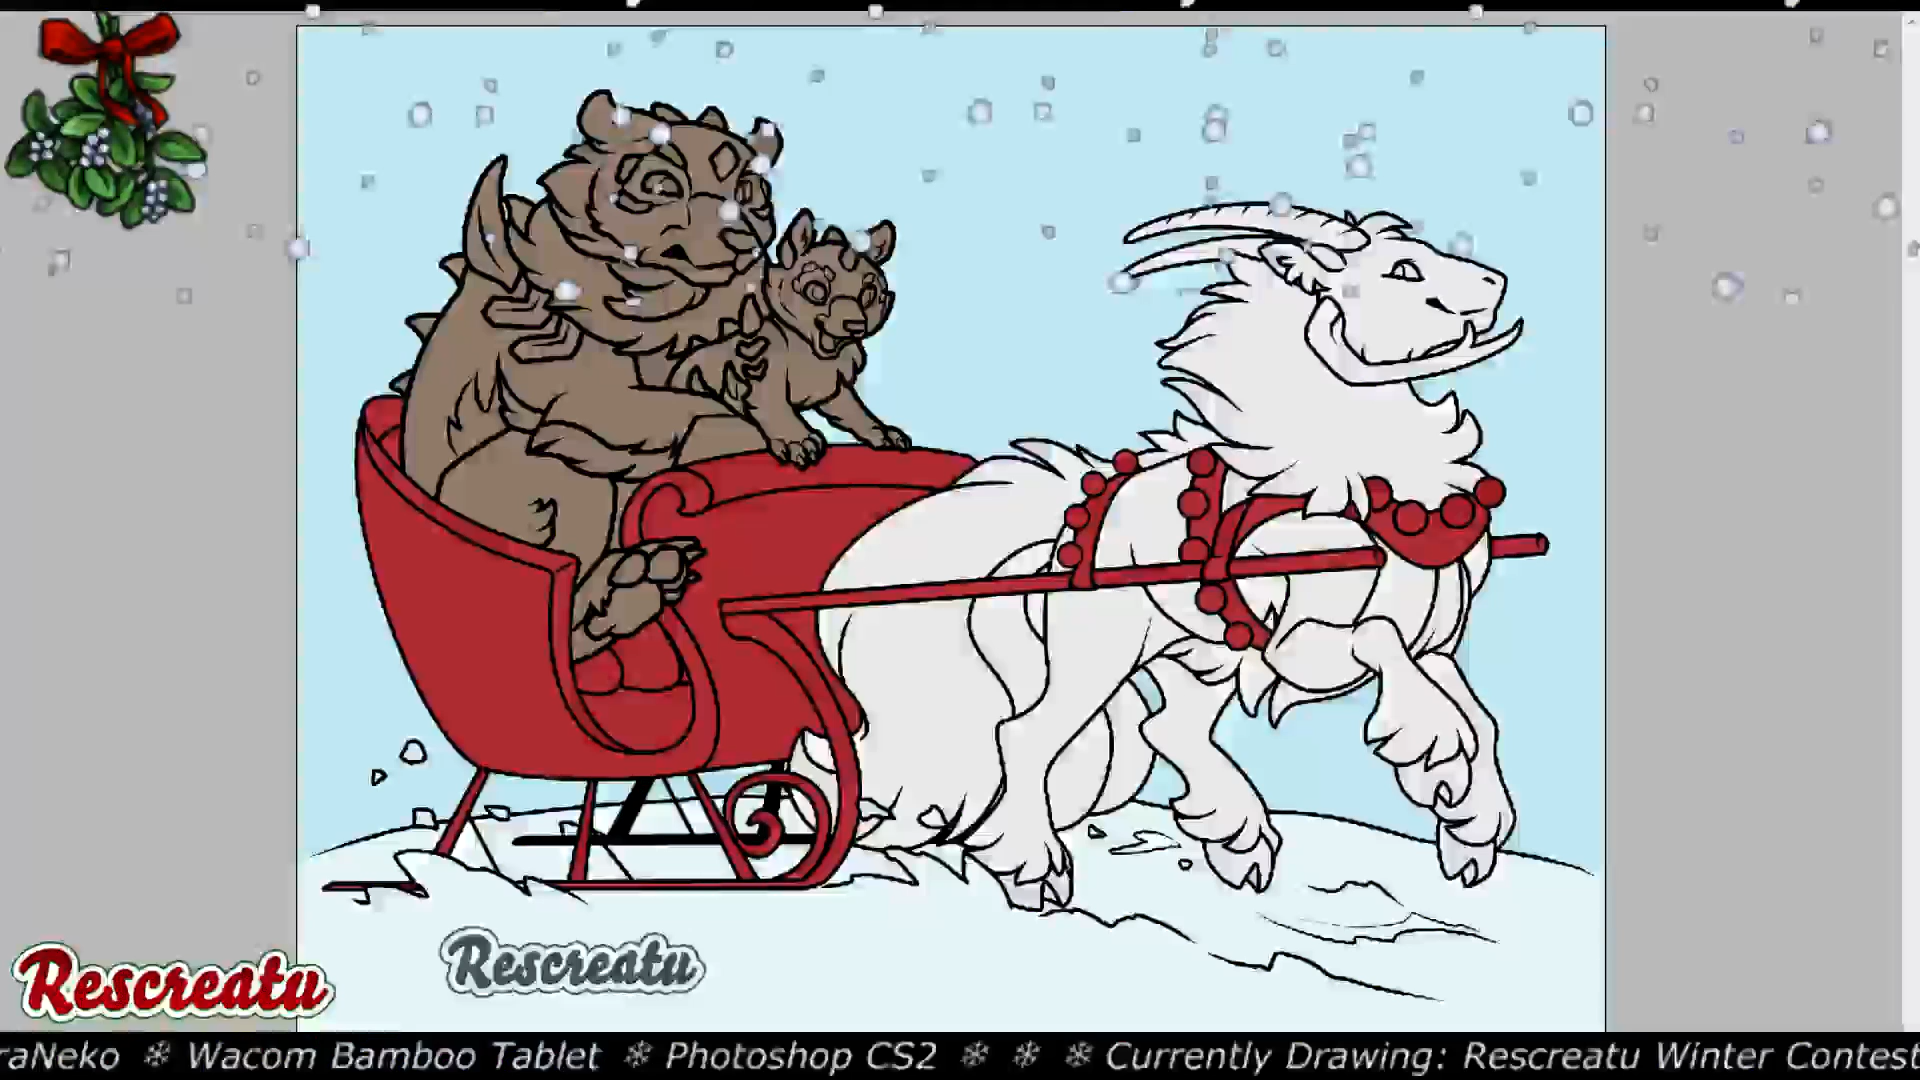 Rescreatu
Rescreatu
raNeko ❄ Wacom Bamboo Tablet ❄ Photoshop CS2 ❄ ❄ ❄ Currently Drawing: Rescreatu Winter Contest